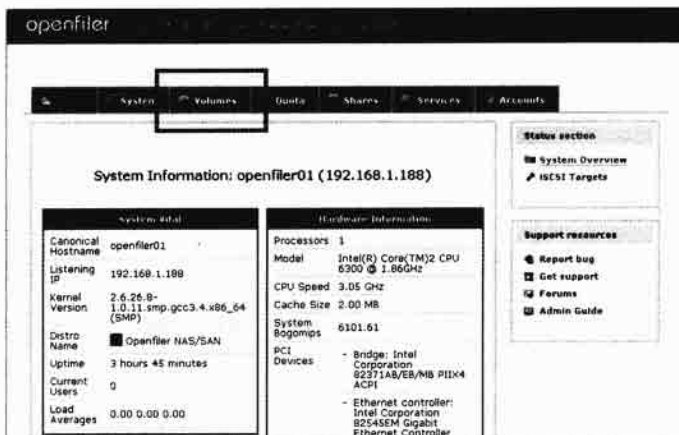 openfiler
System
Volumes
Quota
Shares
Services
Accounts
System Information: openfiler01 (192.168.1.188)
System Vital
Canonical Hostname openfiler01
Listening IP 192.168.1.188
Kernel Version 2.6.26.8-1.0.11.smp.gcc3.4.x86_64 (SMP)
Distro Name Openfiler NAS/SAN
Uptime 3 hours 45 minutes
Current Users 0
Load Averages 0.00 0.00 0.00
Hardware Information
Processors 1
Model Intel(R) Core(TM)2 CPU
6300 @ 1.86GHz
CPU Speed 3.05 GHz
Cache Size 2.00 MB
System Bogomips 6101.61
PCI Devices
- Bridge: Intel
Corporation
82371AB/EB/MB PIIX4
ACPI
- Ethernet controller:
Intel Corporation
82545EM Gigabit
Ethernet Controller
Status section
System Overview
iSCSI Targets
Support resources
Report bug
Get support
Forums
Admin Guide